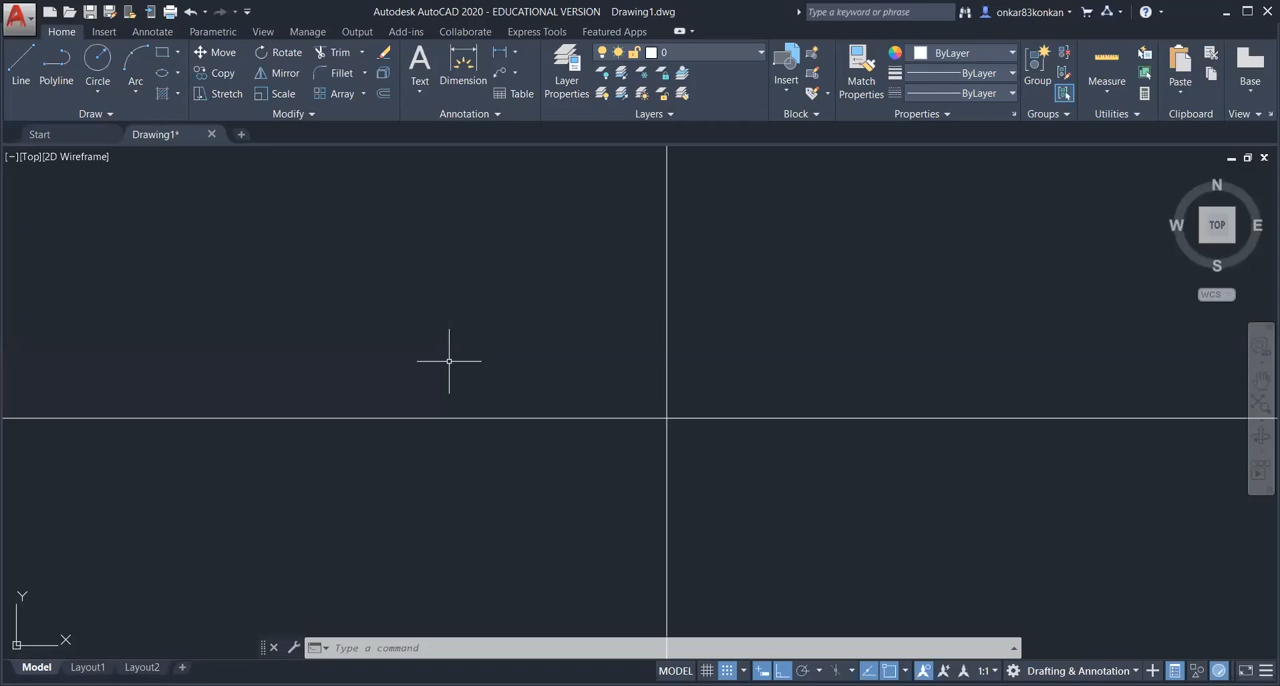 Autodesk AutoCAD 2020 - EDUCATIONAL VERSION Drawing1.dwg
Type a keyword or phrase
onkar83konkan
Home Insert Annotate Parametric View Manage Output Add-ins Collaborate Express Tools Featured Apps
Line Polyline Circle Arc
Move Rotate Trim
Copy Mirror Fillet
Stretch Scale Array
Text Dimension Table
Layer Properties
0
Insert
Match Properties
ByLayer
ByLayer
ByLayer
Group
Measure
Paste
Base
Draw Modify Annotation Layers Block Properties Groups Utilities Clipboard View
Start Drawing1*
[−][Top][2D Wireframe]
N
W TOP E
S
WCS
Y
X
Type a command
Model Layout1 Layout2
MODEL 1:1 Drafting & Annotation